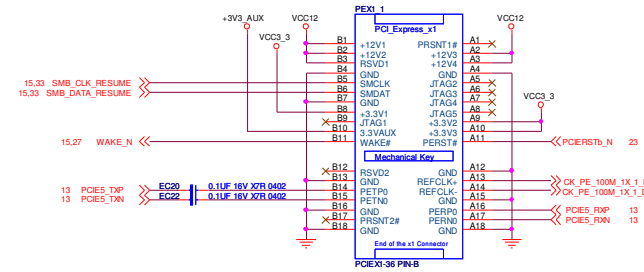 PEX1_1
+3V3_AUX VCC12 VCC12
PCI_Express_x1
VCC3_3
B1 +12V1 PRSNT1# A1
B2 +12V2 +12V3 A2
B3 RSVD1 +12V4 A3
B4 GND GND A4
15,33 SMB_CLK_RESUME B5 SMCLK JTAG2 A5
15,33 SMB_DATA_RESUME B6 SMDAT JTAG3 A6
B7 GND JTAG4 A7
B8 +3.3V1 JTAG5 A8 VCC3_3
B9 JTAG1 +3.3V2 A9
B10 3.3VAUX +3.3V3 A10
15,27 WAKE_N B11 WAKE# PERST# A11 PCIERSTb_N 23
Mechanical Key
B12 RSVD2 GND A12
B13 GND REFCLK+ A13 CK_PE_100M_1X_1
13 PCIE5_TXP EC20 0.1UF 16V X7R 0402 B14 PETP0 REFCLK- A14 CK_PE_100M_1X_1
13 PCIE5_TXN EC22 0.1UF 16V X7R 0402 B15 PETN0 GND A15
B16 GND PERP0 A16 PCIE5_RXP 13
B17 PRSNT2# PERN0 A17 PCIE5_RXN 13
B18 GND GND A18
End of the x1 Connector
PCIEX1-36 PIN-B